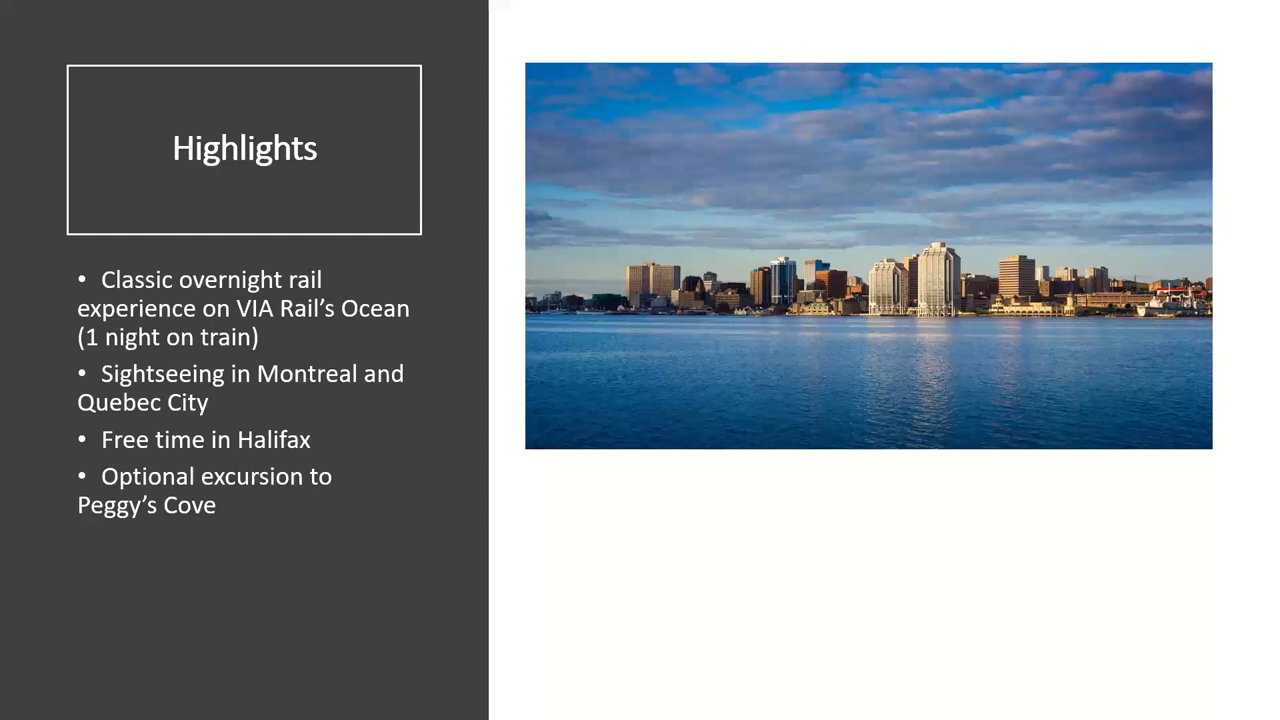 Highlights
• Classic overnight rail
experience on VIA Rail’s Ocean
(1 night on train)
• Sightseeing in Montreal and
Quebec City
• Free time in Halifax
• Optional excursion to
Peggy’s Cove